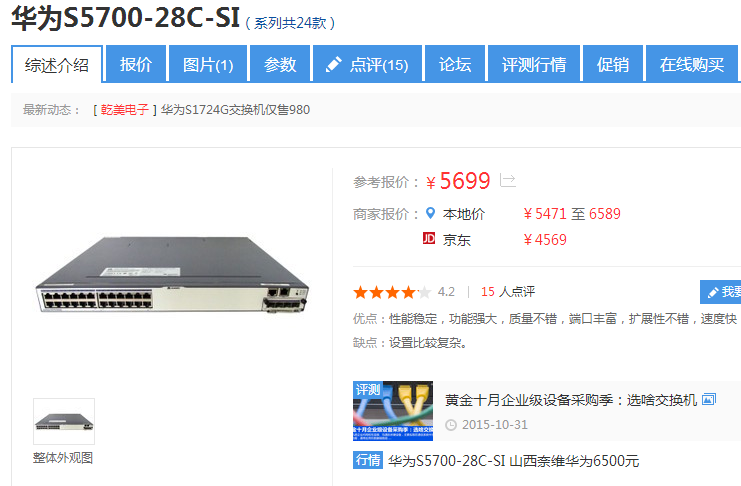 华为S5700-28C-SI（系列共24款）
综述介绍 报价 图片(1) 参数 点评(15) 论坛 评测行情 促销 在线购买
最新动态： [ 乾美电子 ] 华为S1724G交换机仅售980
参考报价：￥5699
商家报价： 本地价 ￥5471 至 6589
JD 京东 ￥4569
4.2 15 人点评 我要
优点：性能稳定，功能强大，质量不错，端口丰富，扩展性不错，速度快
缺点：设置比较复杂。
评测
黄金十月企业级设备采购季：选啥交换机
2015-10-31
整体外观图
行情 华为S5700-28C-SI 山西奈维华为6500元